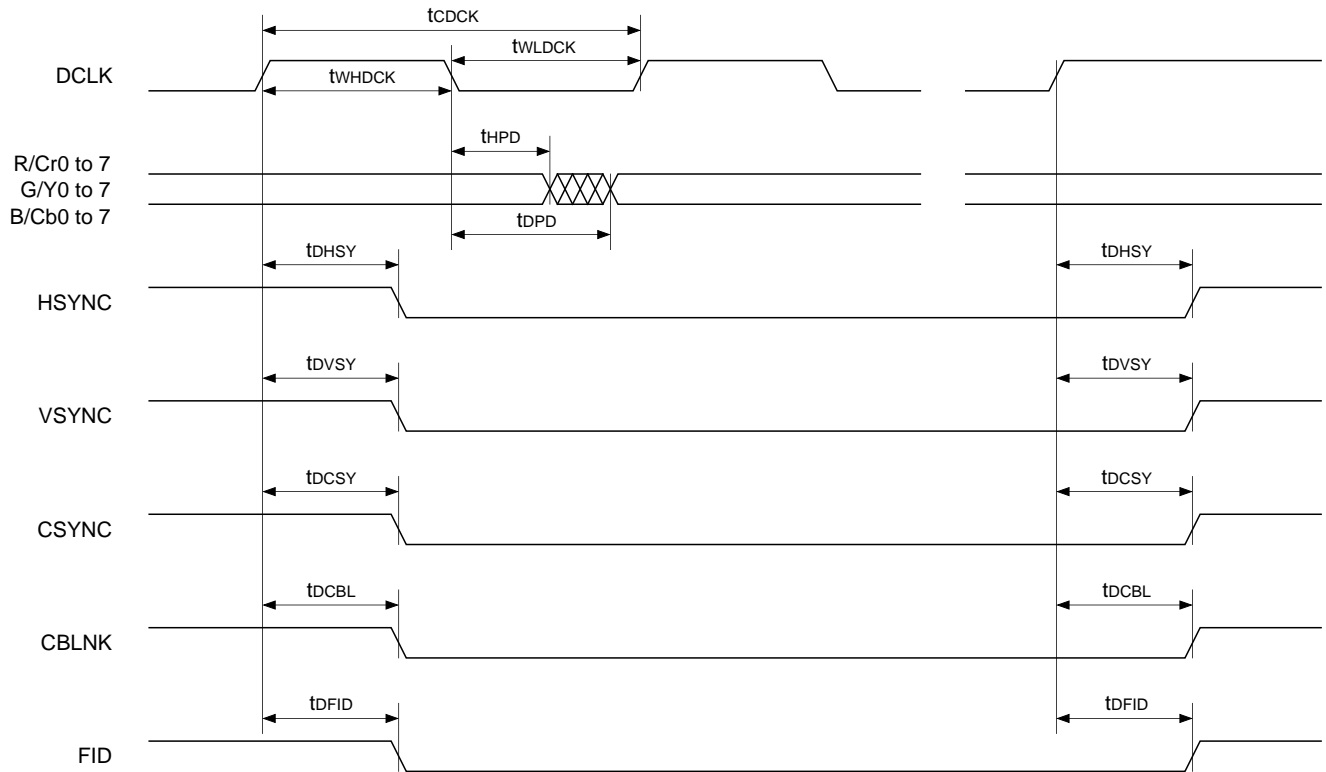 tCDCK
tWLDCK
DCLK
tWHDCK
tHPD
R/Cr0 to 7
G/Y0 to 7
B/Cb0 to 7
tDPD
tDHSY tDHSY
HSYNC
tDVSY tDVSY
VSYNC
tDCSY tDCSY
CSYNC
tDCBL tDCBL
CBLNK
tDFID tDFID
FID